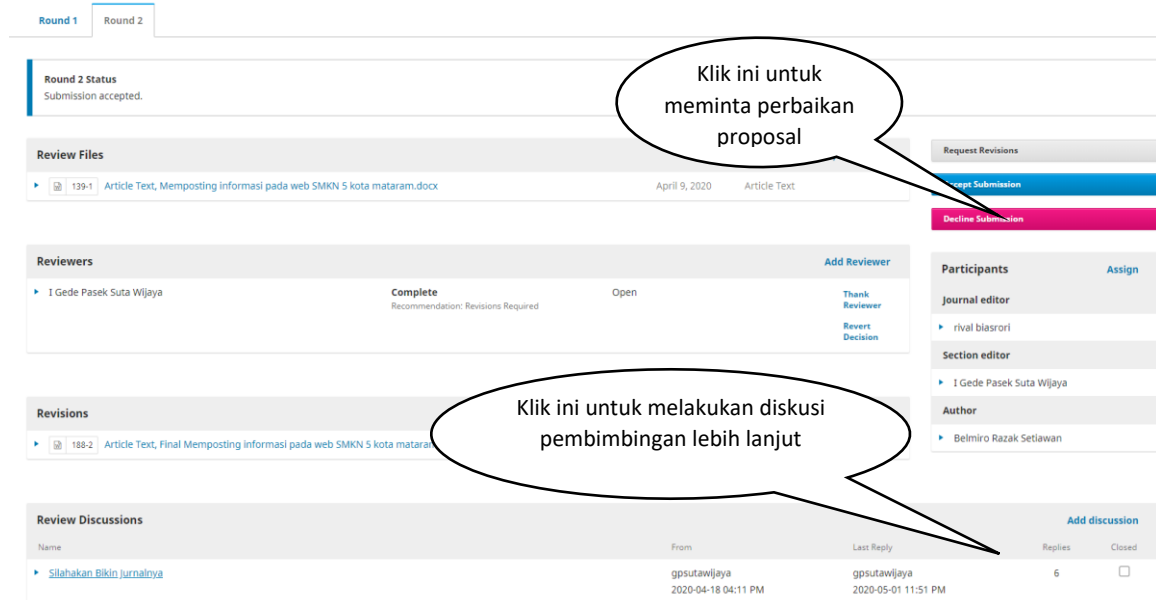 Round 1 Round 2
Round 2 Status
Submission accepted.
Klik ini untuk
meminta perbaikan
proposal
Review Files
139-1 Article Text, Memposting informasi pada web SMKN 5 kota mataram.docx April 9, 2020 Article Text
Request Revisions
Accept Submission
Decline Submission
Reviewers Add Reviewer
I Gede Pasek Suta Wijaya Complete Open Thank
Reviewer
Recommendation: Revisions Required
Revert
Decision
Participants Assign
Journal editor
rival biasrori
Section editor
I Gede Pasek Suta Wijaya
Author
Belmiro Razak Setiawan
Revisions
188-2 Article Text, Final Memposting informasi pada web SMKN 5 kota
Klik ini untuk melakukan diskusi
pembimbingan lebih lanjut
Review Discussions Add discussion
Name From Last Reply Replies Closed
Silahakan Bikin Jurnalnya gpsutawijaya gpsutawijaya 6
2020-04-18 04:11 PM 2020-05-01 11:51 PM